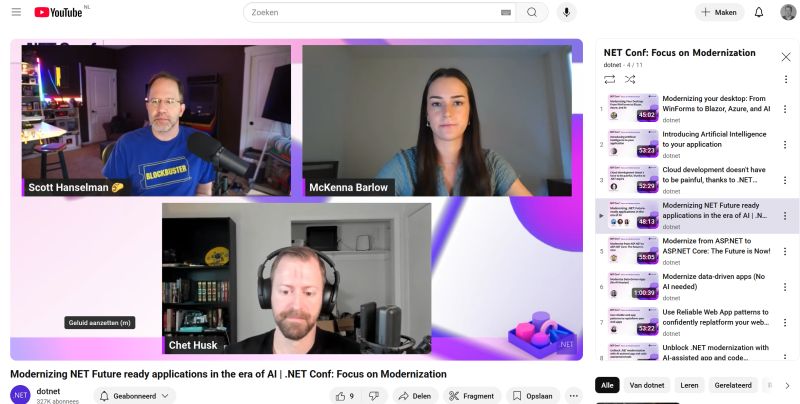 YouTube NL
Zoeken
Maken
BLOCKBUSTER
Scott Hanselman
McKenna Barlow
Geluid aanzetten (m)
Chet Husk
.NET
Modernizing NET Future ready applications in the era of AI | .NET Conf: Focus on Modernization
.NET
dotnet
327K abonnees
Geabonneerd
9
Delen
Fragment
Opslaan
NET Conf: Focus on Modernization
dotnet - 4 / 11
1
45:02
Modernizing your desktop: From
WinForms to Blazor, Azure, and AI
dotnet
2
53:23
Introducing Artificial Intelligence
to your application
dotnet
3
52:29
Cloud development doesn't have
to be painful, thanks to .NET...
dotnet
48:13
Modernizing NET Future ready
applications in the era of AI | .N...
dotnet
5
55:05
Modernize from ASP.NET to
ASP.NET Core: The Future is Now!
dotnet
6
1:00:39
Modernize data-driven apps (No
AI needed)
dotnet
7
53:22
Use Reliable Web App patterns to
confidently replatform your web...
dotnet
8
Unblock .NET modernization with
AI-assisted app and code...
Alle
Van dotnet
Leren
Gerelateerd